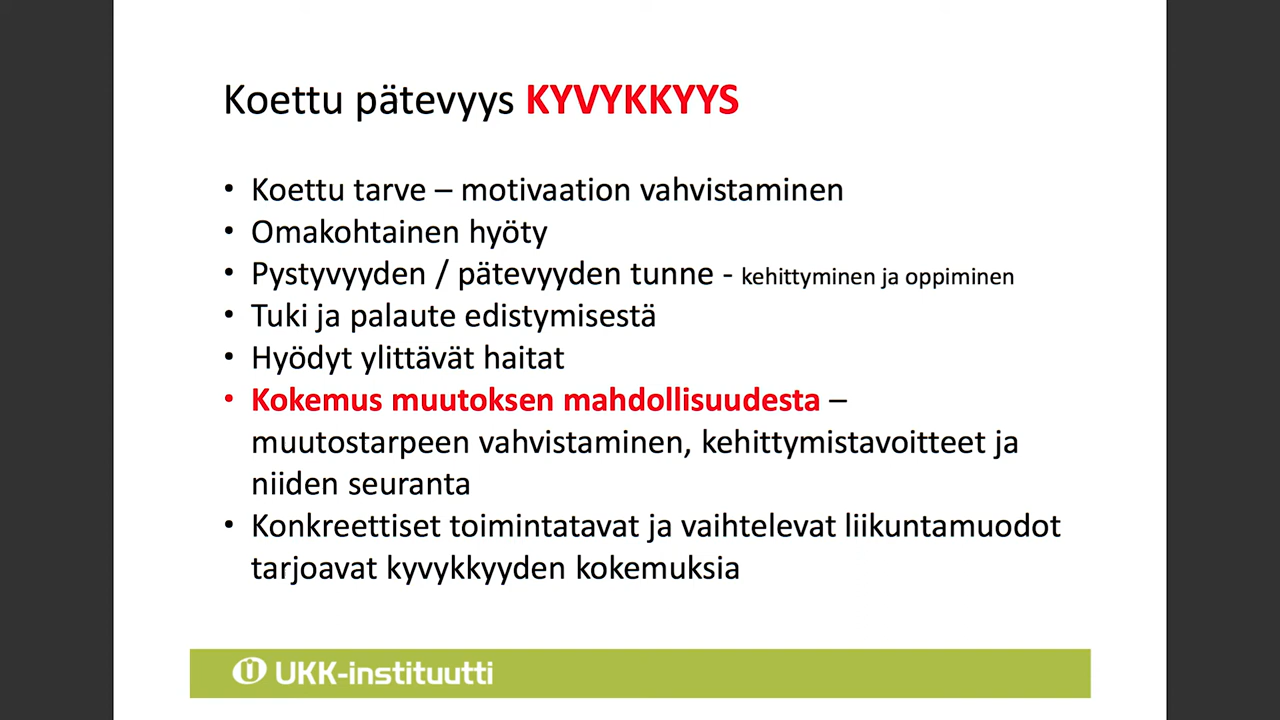 Koettu pätevyys KYVYKKYYS
• Koettu tarve – motivaation vahvistaminen
• Omakohtainen hyöty
• Pystyvyyden / pätevyyden tunne - kehittyminen ja oppiminen
• Tuki ja palaute edistymisestä
• Hyödyt ylittävät haitat
• Kokemus muutoksen mahdollisuudesta –
muutostarpeen vahvistaminen, kehittymistavoitteet ja
niiden seuranta
• Konkreettiset toimintatavat ja vaihtelevat liikuntamuodot
tarjoavat kyvykkyyden kokemuksia
UKK-instituutti